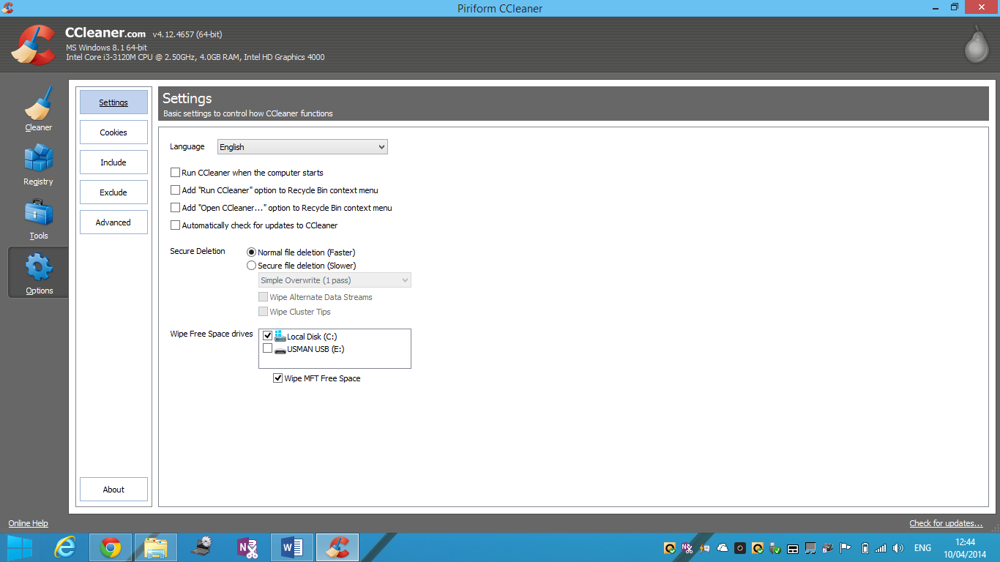 Piriform CCleaner
CCleaner.com v4.12.4657 (64-bit)
MS Windows 8.1 64-bit
Intel Core i3-3120M CPU @ 2.50GHz, 4.0GB RAM, Intel HD Graphics 4000
Cleaner
Registry
Tools
Options
Settings
Cookies
Include
Exclude
Advanced
About
Settings
Basic settings to control how CCleaner functions
Language English
Run CCleaner when the computer starts
Add "Run CCleaner" option to Recycle Bin context menu
Add "Open CCleaner..." option to Recycle Bin context menu
Automatically check for updates to CCleaner
Secure Deletion Normal file deletion (Faster)
Secure file deletion (Slower)
Simple Overwrite (1 pass)
Wipe Alternate Data Streams
Wipe Cluster Tips
Wipe Free Space drives Local Disk (C:)
USMAN USB (E:)
Wipe MFT Free Space
Online Help
Check for updates...
ENG
12:44
10/04/2014